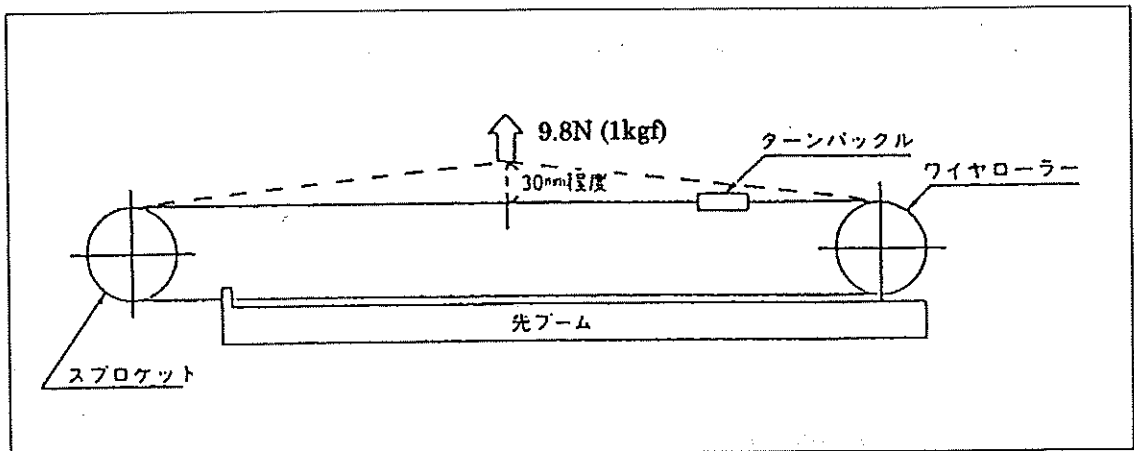 9.8N (1kgf)
ターンバックル
ワイヤローラー
30mm程度
先ブーム
スプロケット